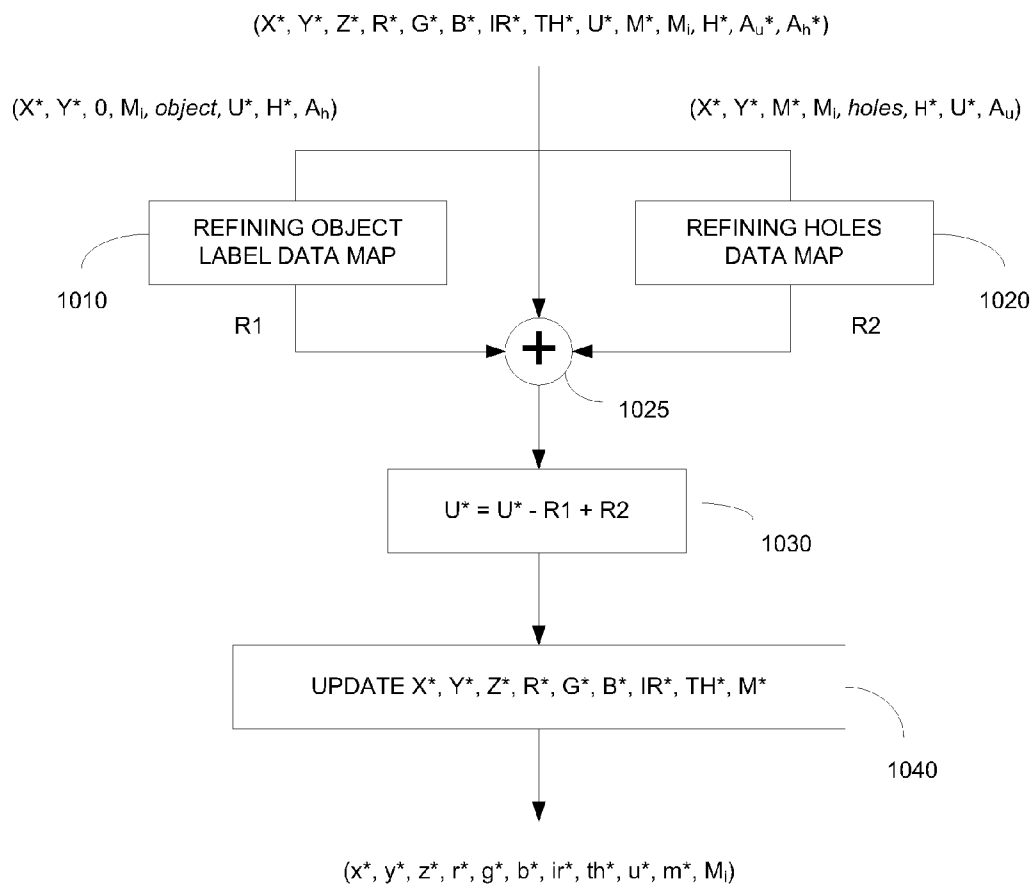 (X*, Y*, Z*, R*, G*, B*, IR*, TH*, U*, M*, Mi, H*, Au*, Ah*)
(X*, Y*, 0, Mi, object, U*, H*, Ah)
(X*, Y*, M*, Mi, holes, H*, U*, Au)
REFINING OBJECT
LABEL DATA MAP
REFINING HOLES
DATA MAP
1010
1020
R1
R2
+
1025
U* = U* - R1 + R2
1030
UPDATE X*, Y*, Z*, R*, G*, B*, IR*, TH*, M*
1040
(x*, y*, z*, r*, g*, b*, ir*, th*, u*, m*, Mi)